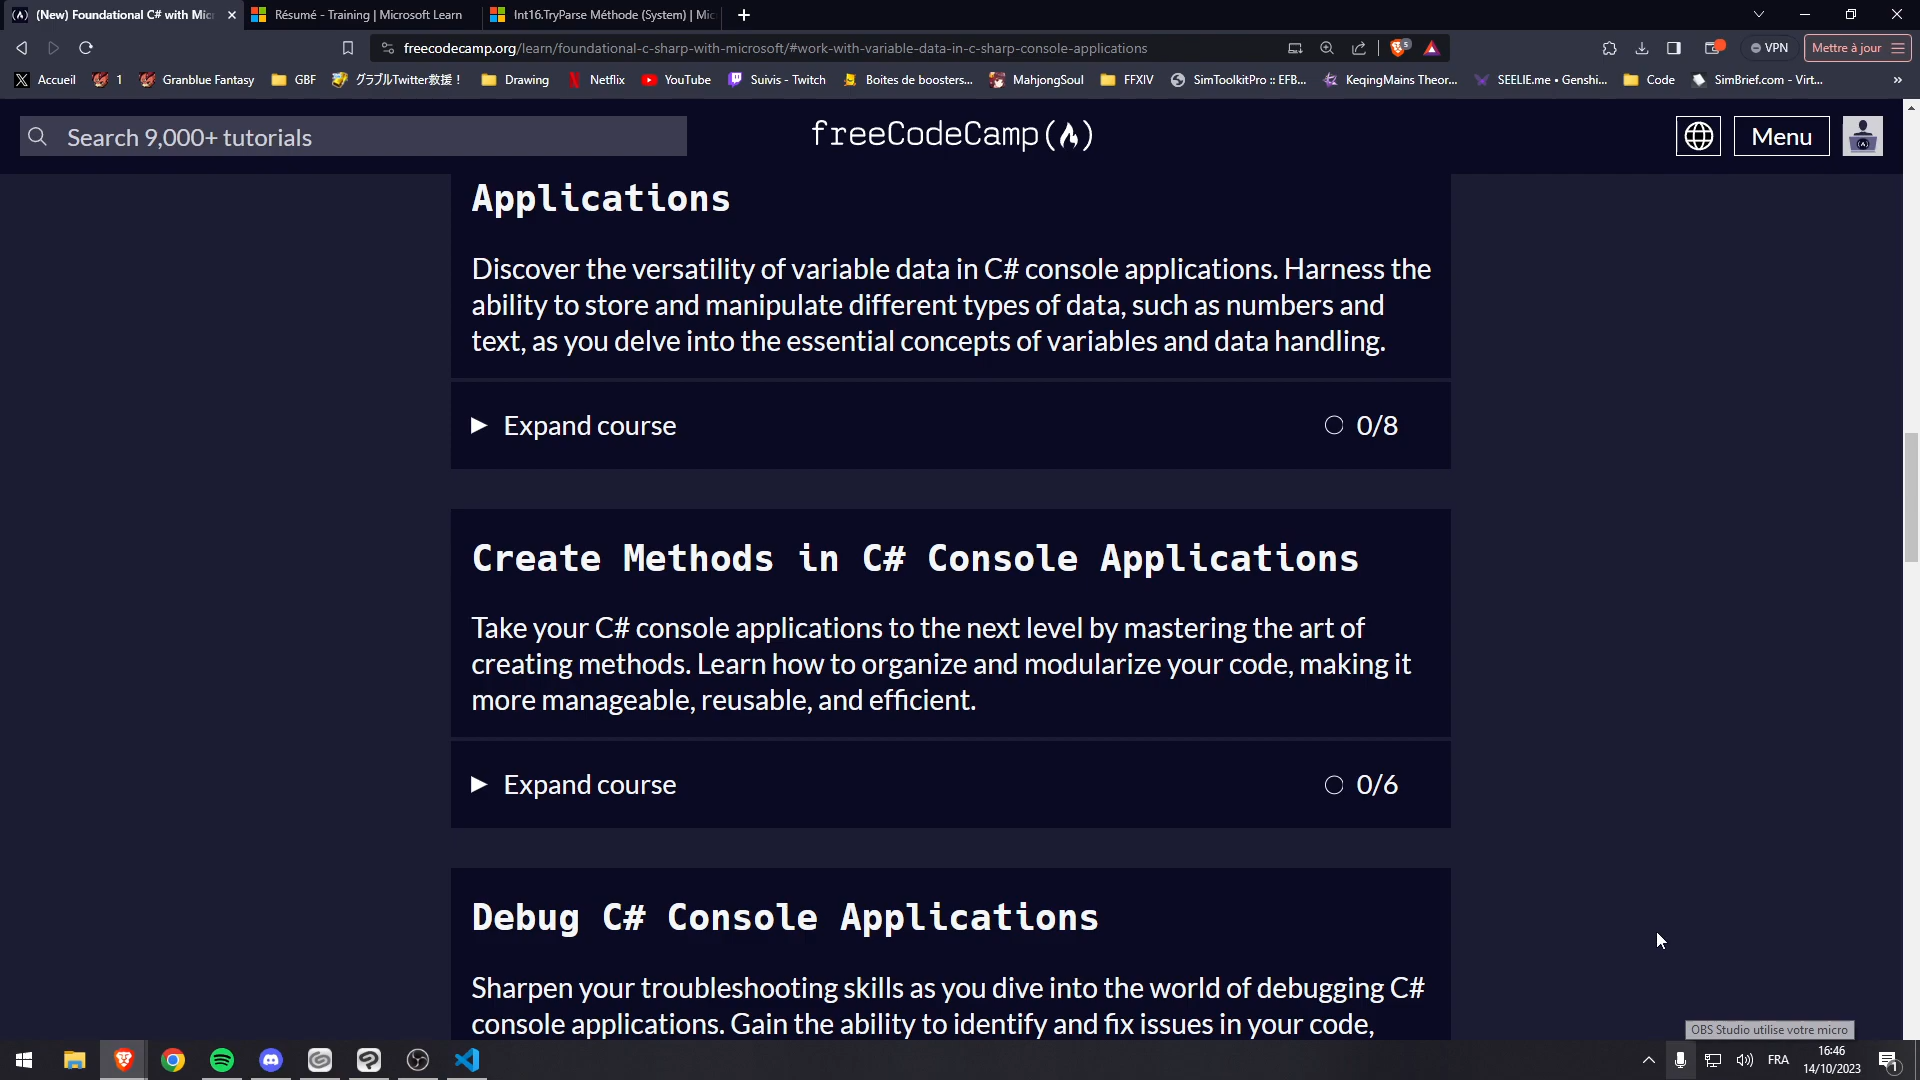 (New) Foundational C# with Mic
Résumé - Training | Microsoft Learn
Int16.TryParse Méthode (System) | Mic
freecodecamp.org/learn/foundational-c-sharp-with-microsoft/#work-with-variable-data-in-c-sharp-console-applications
5
VPN
Mettre à jour
Accueil
1
Granblue Fantasy
GBF
グラブルTwitter救援！
Drawing
Netflix
YouTube
Suivis - Twitch
Boites de boosters...
MahjongSoul
FFXIV
SimToolkitPro :: EFB...
KeqingMains Theor...
SEELIE.me • Genshi...
Code
SimBrief.com - Virt...
»
Search 9,000+ tutorials
freeCodeCamp
Menu
Applications
Discover the versatility of variable data in C# console applications. Harness the
ability to store and manipulate different types of data, such as numbers and
text, as you delve into the essential concepts of variables and data handling.
Expand course
0/8
Create Methods in C# Console Applications
Take your C# console applications to the next level by mastering the art of
creating methods. Learn how to organize and modularize your code, making it
more manageable, reusable, and efficient.
Expand course
0/6
Debug C# Console Applications
Sharpen your troubleshooting skills as you dive into the world of debugging C#
console applications. Gain the ability to identify and fix issues in your code,
OBS Studio utilise votre micro
FRA
16:46
14/10/2023
1